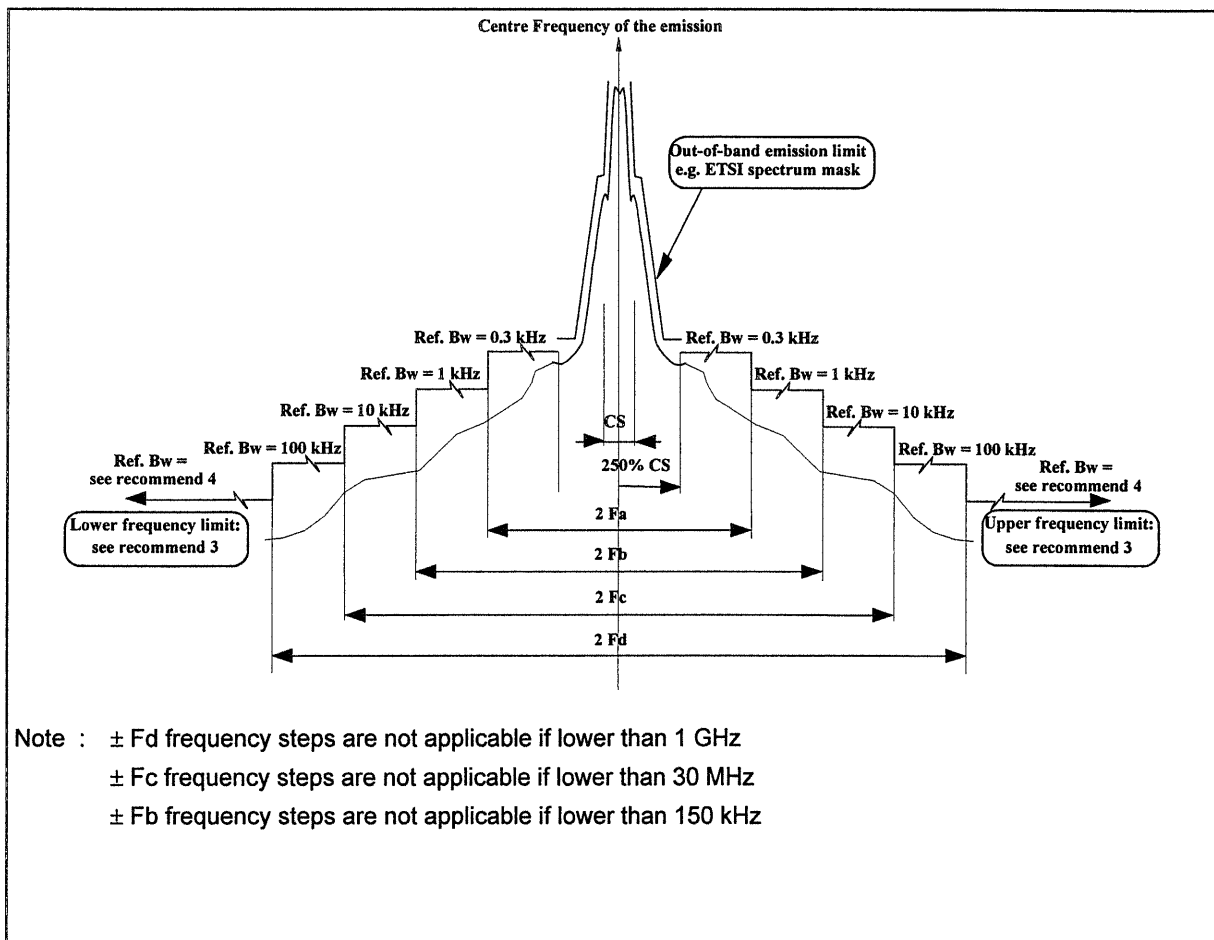 Centre Frequency of the emission
Out-of-band emission limit
e.g. ETSI spectrum mask
Ref. Bw = 0.3 kHz
Ref. Bw = 0.3 kHz
Ref. Bw = 1 kHz
Ref. Bw = 1 kHz
Ref. Bw = 10 kHz
Ref. Bw = 10 kHz
CS
Ref. Bw = 100 kHz
Ref. Bw = 100 kHz
250% CS
Ref. Bw =
see recommend 4
Ref. Bw =
see recommend 4
2 Fa
Lower frequency limit:
see recommend 3
Upper frequency limit:
see recommend 3
2 Fb
2 Fc
2 Fd
Note : ± Fd frequency steps are not applicable if lower than 1 GHz
± Fc frequency steps are not applicable if lower than 30 MHz
± Fb frequency steps are not applicable if lower than 150 kHz